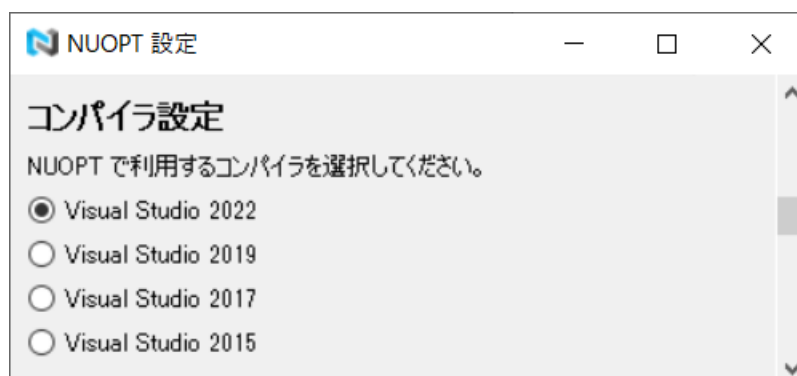 NUOPT 設定
コンパイラ設定
NUOPT で利用するコンパイラを選択してください。
Visual Studio 2022
Visual Studio 2019
Visual Studio 2017
Visual Studio 2015